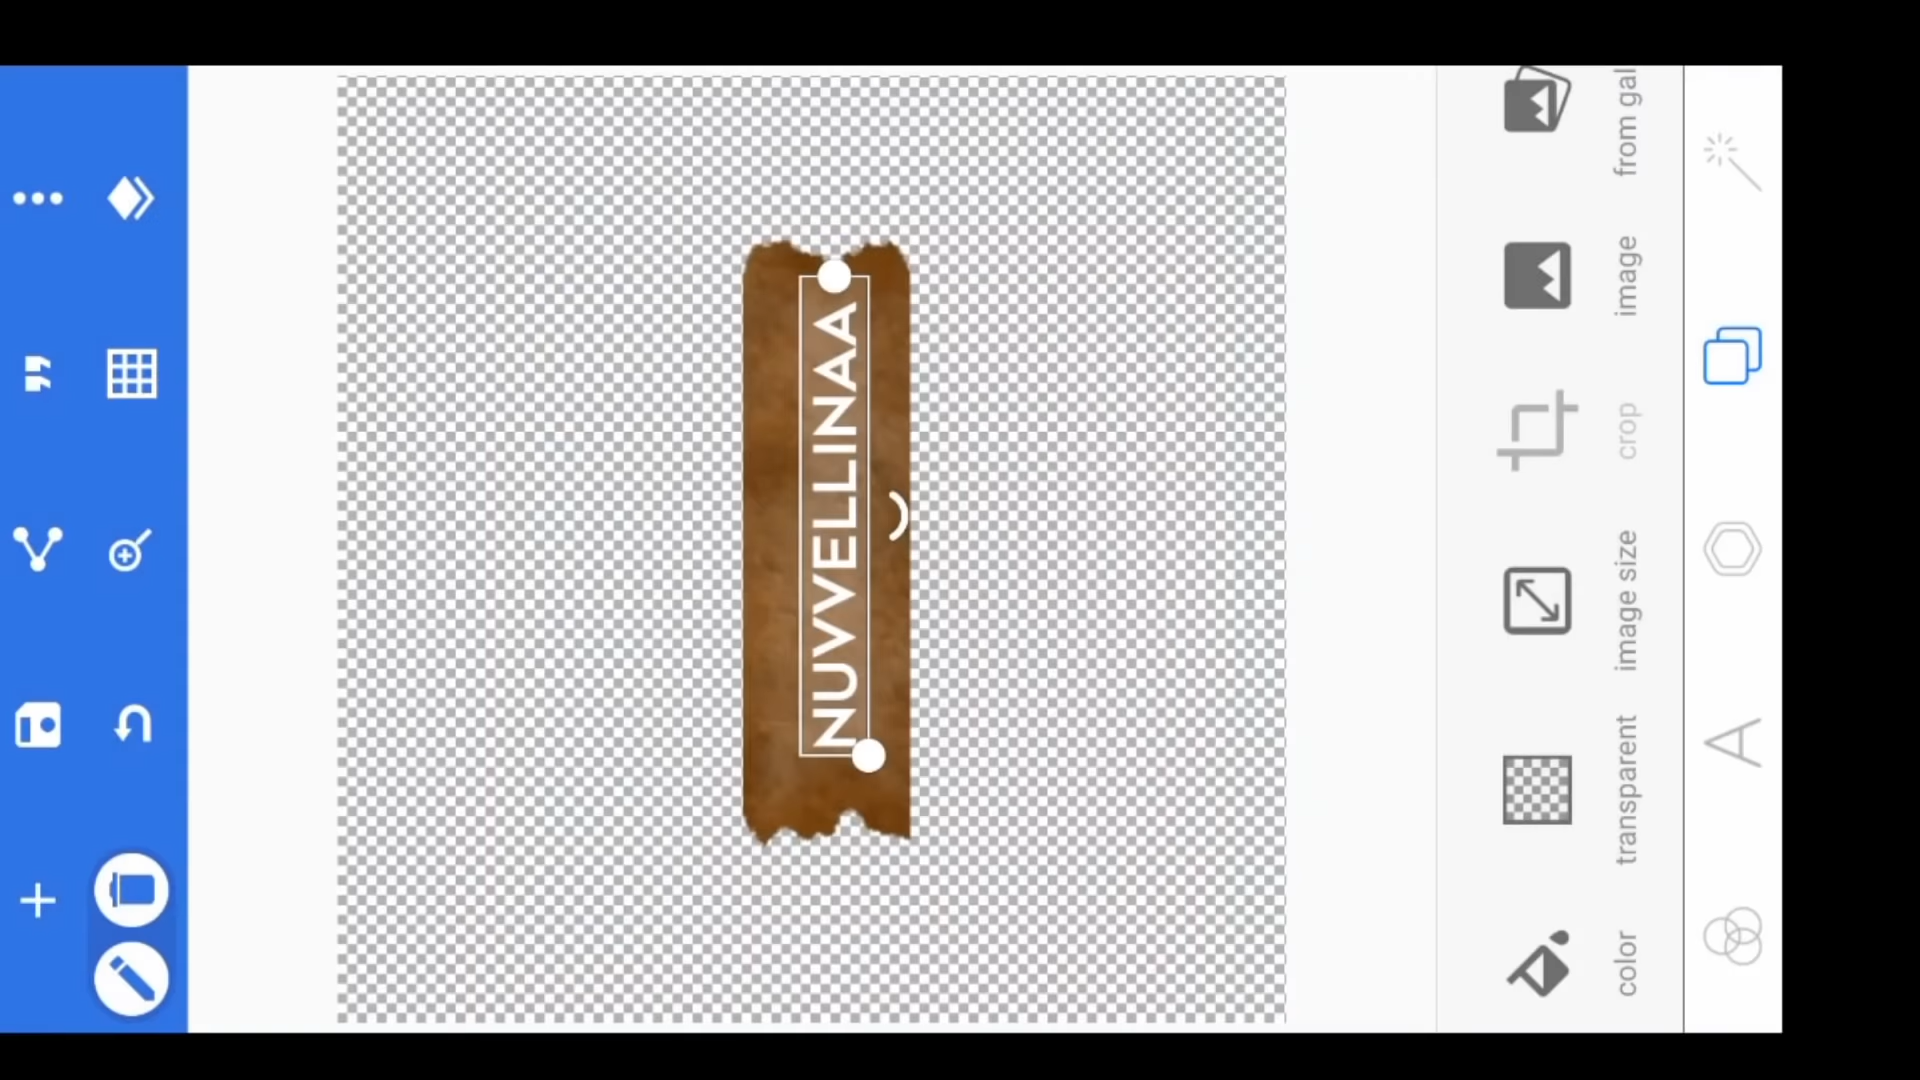 NUVVELLINAA
color
transparent
image size
crop
image
from gal